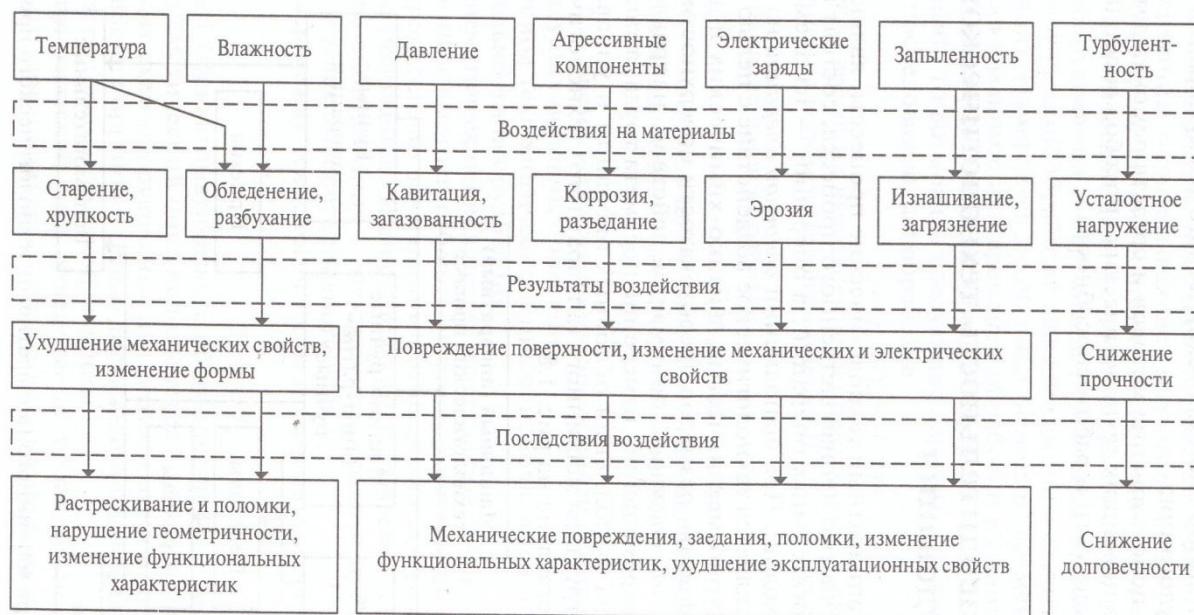 Температура
Влажность
Давление
Агрессивные
компоненты
Электрические
заряды
Запыленность
Турбулент-
ность
Воздействия на материалы
Старение,
хрупкость
Обледенение,
разбухание
Кавитация,
загазованность
Коррозия,
разъедание
Эрозия
Изнашивание,
загрязнение
Усталостное
нагружение
Результаты воздействия
Ухудшение механических свойств,
изменение формы
Повреждение поверхности, изменение механических и электрических
свойств
Снижение
прочности
Последствия воздействия
Растрескивание и поломки,
нарушение геометричности,
изменение функциональных
характеристик
Механические повреждения, заедания, поломки, изменение
функциональных характеристик, ухудшение эксплуатационных свойств
Снижение
долговечности